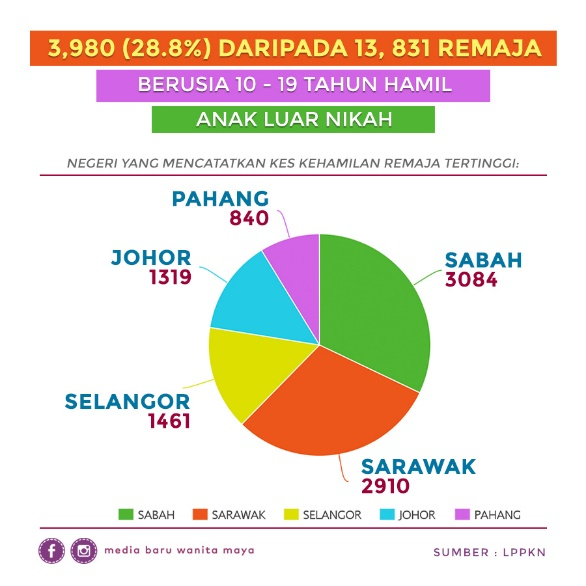 3,980 (28.8%) DARIPADA 13, 831 REMAJA
BERUSIA 10 - 19 TAHUN HAMIL
ANAK LUAR NIKAH
NEGERI YANG MENCATATKAN KES KEHAMILAN REMAJA TERTINGGI:
PAHANG
840
JOHOR
1319
SABAH
3084
SELANGOR
1461
SARAWAK
2910
SABAH SARAWAK SELANGOR JOHOR PAHANG
media baru wanita maya
SUMBER : LPPKN